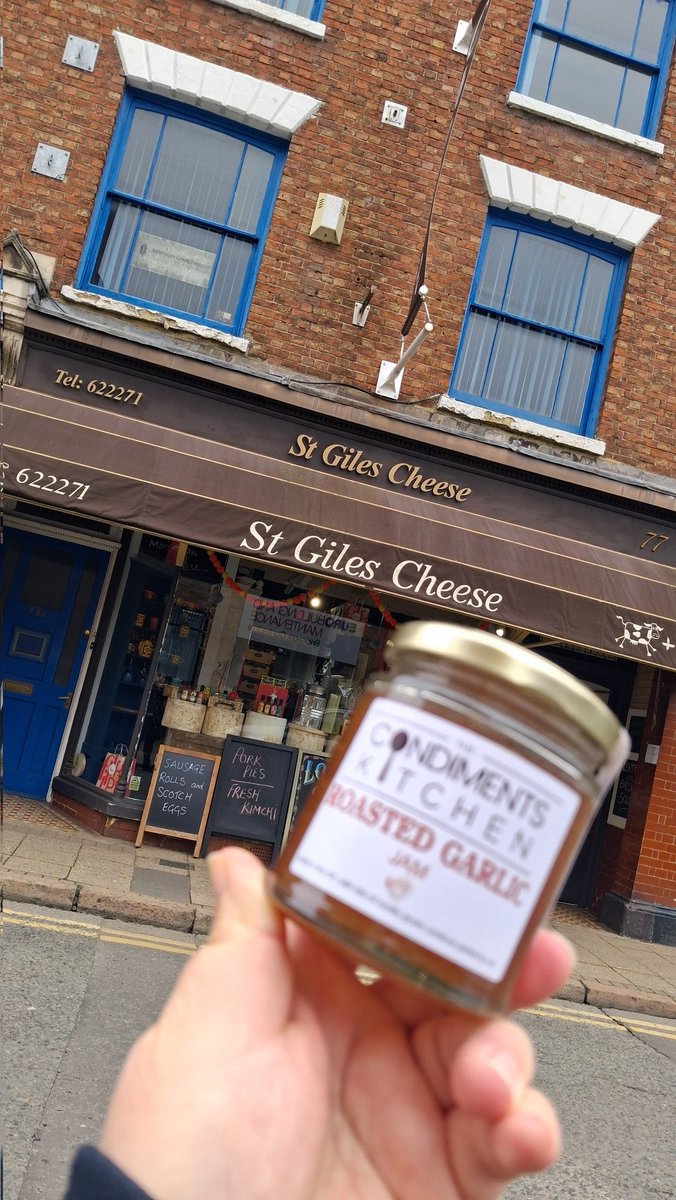 Tel: 622271
St Giles Cheese
77
622271
St Giles Cheese
SAUSAGE
ROLLS and
SCOTCH
EGGS
PORK
PIES
FRESH
KIMCHI
THE
CONDIMENTS
KITCHEN
ROASTED GARLIC
JAM